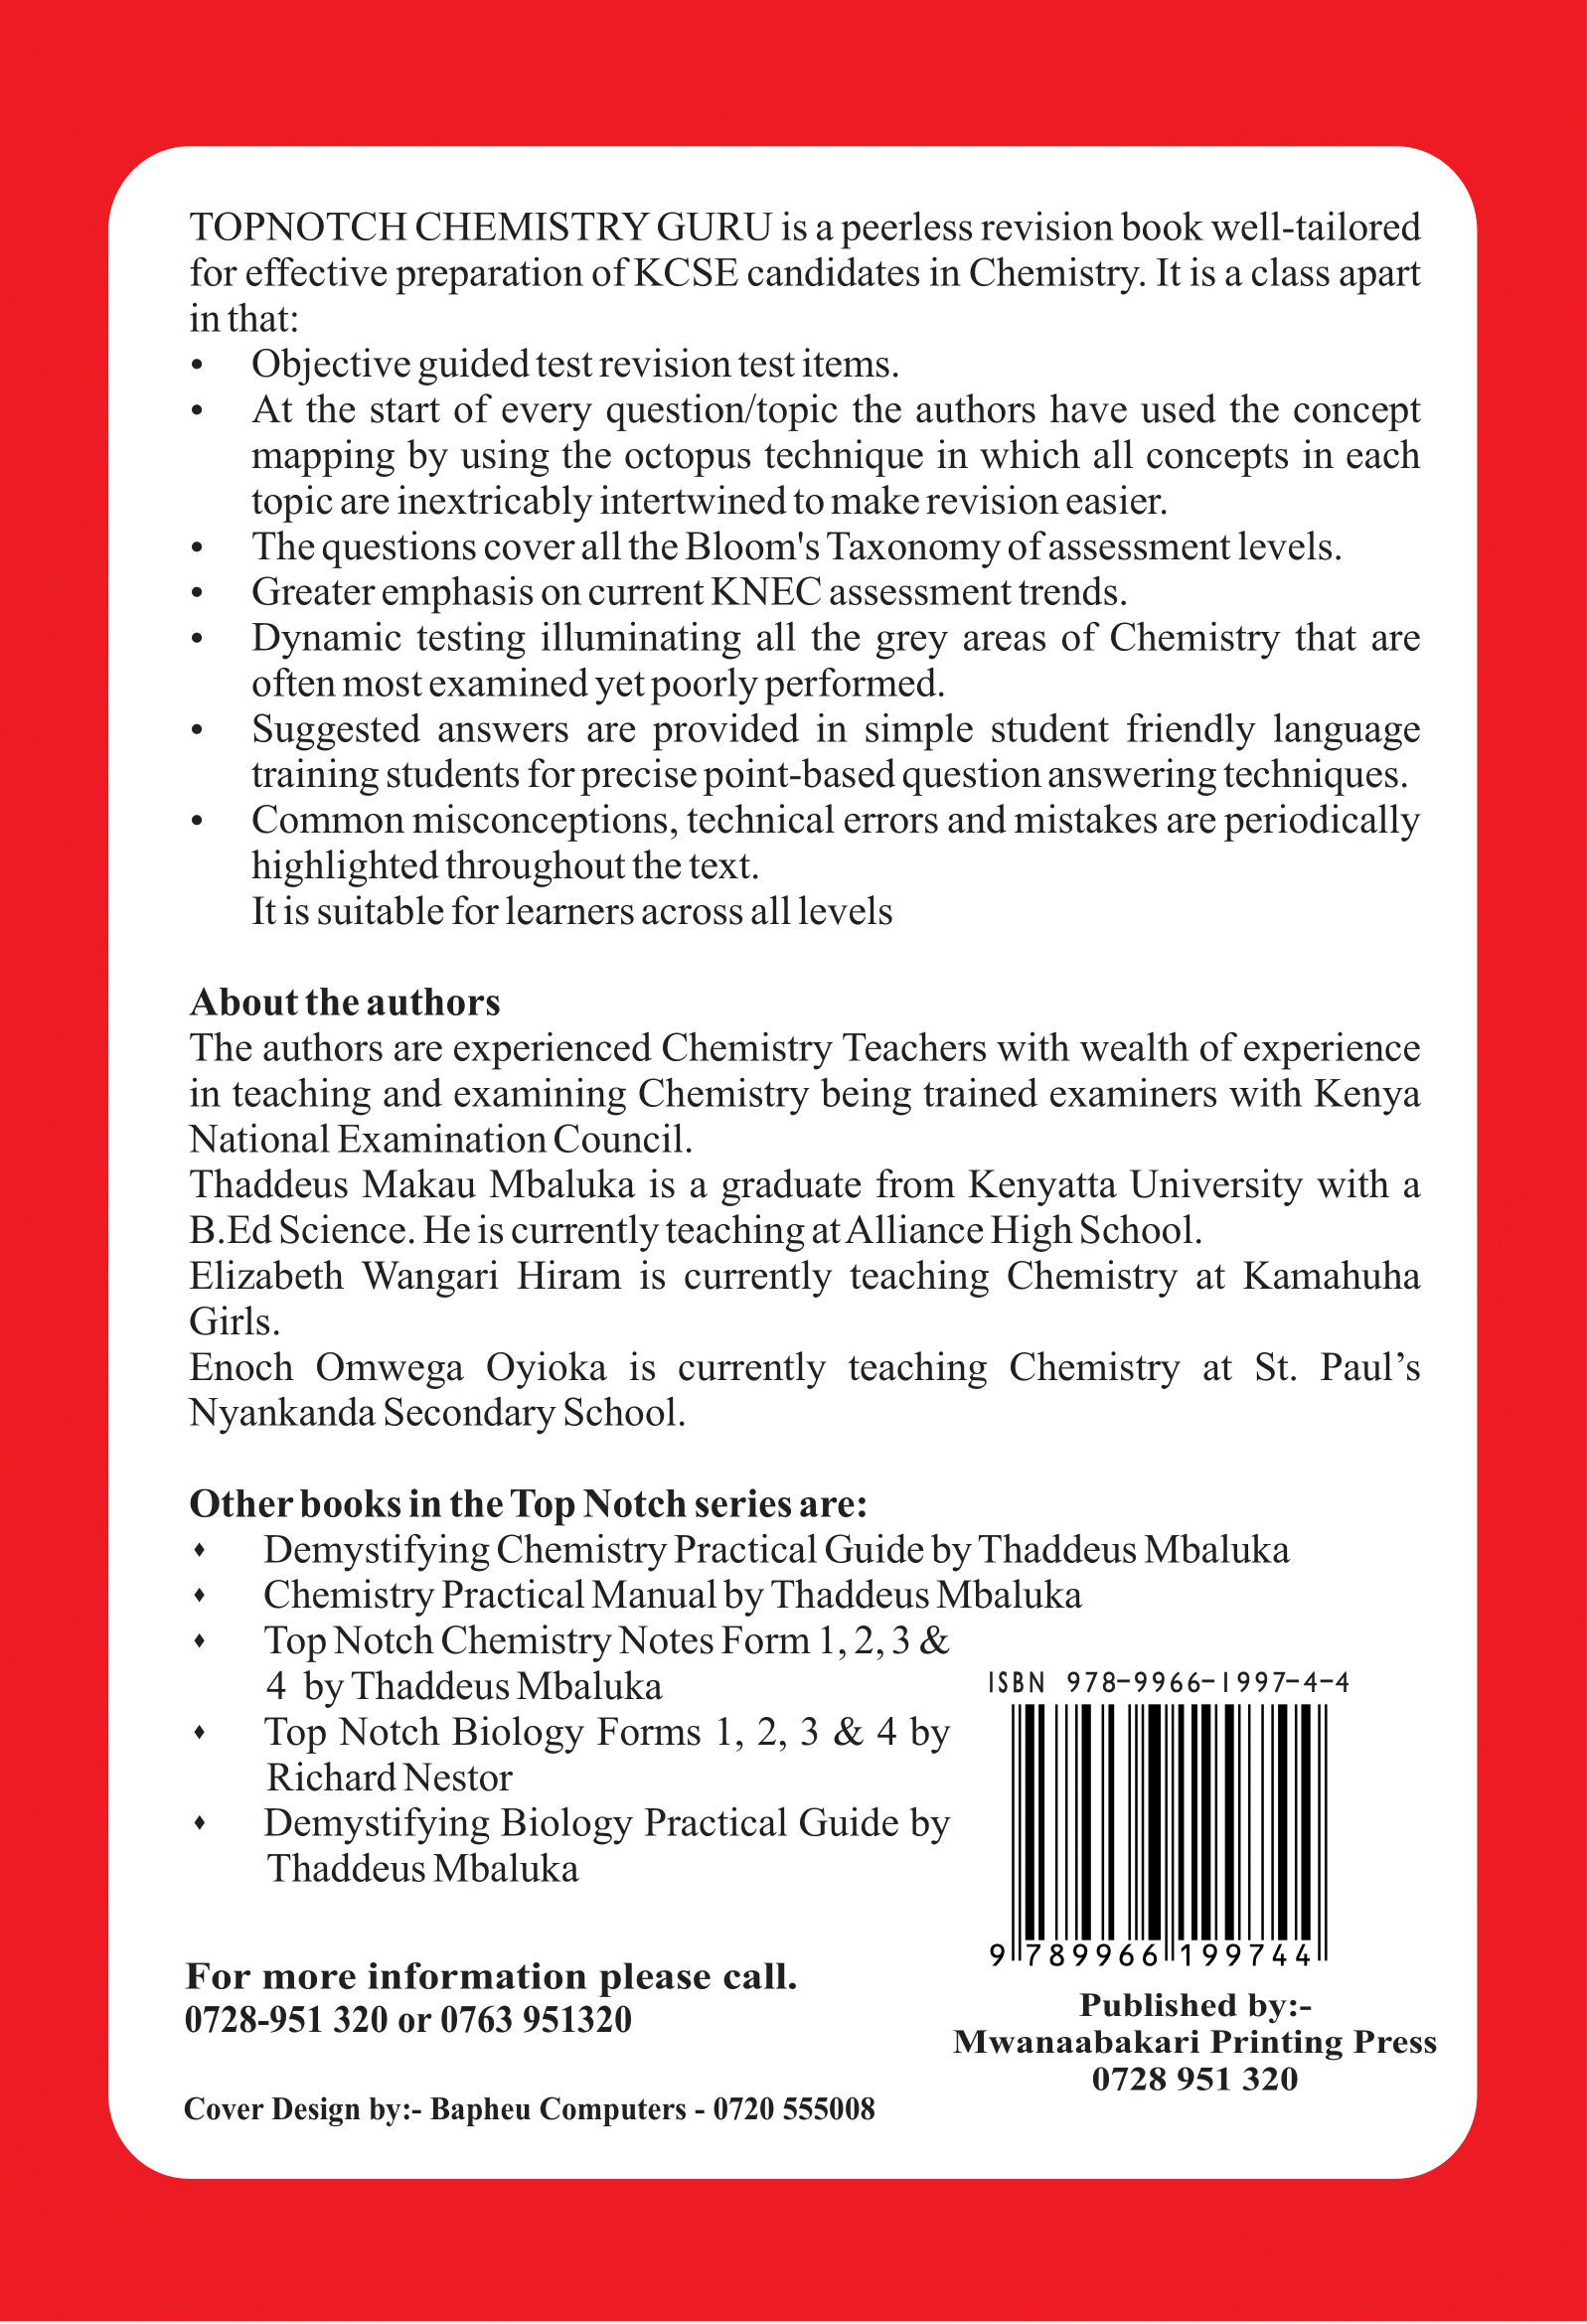 TOPNOTCH CHEMISTRY GURU is a peerless revision book well-tailored
for effective preparation of KCSE candidates in Chemistry. It is a class apart
in that:
• Objective guided test revision test items.
• At the start of every question/topic the authors have used the concept
mapping by using the octopus technique in which all concepts in each
topic are inextricably intertwined to make revision easier.
• The questions cover all the Bloom's Taxonomy of assessment levels.
• Greater emphasis on current KNEC assessment trends.
• Dynamic testing illuminating all the grey areas of Chemistry that are
often most examined yet poorly performed.
• Suggested answers are provided in simple student friendly language
training students for precise point-based question answering techniques.
• Common misconceptions, technical errors and mistakes are periodically
highlighted throughout the text.
It is suitable for learners across all levels
About the authors
The authors are experienced Chemistry Teachers with wealth of experience
in teaching and examining Chemistry being trained examiners with Kenya
National Examination Council.
Thaddeus Makau Mbaluka is a graduate from Kenyatta University with a
B.Ed Science. He is currently teaching at Alliance High School.
Elizabeth Wangari Hiram is currently teaching Chemistry at Kamahuha
Girls.
Enoch Omwega Oyioka is currently teaching Chemistry at St. Paul’s
Nyankanda Secondary School.
Other books in the Top Notch series are:
♦ Demystifying Chemistry Practical Guide by Thaddeus Mbaluka
♦ Chemistry Practical Manual by Thaddeus Mbaluka
♦ Top Notch Chemistry Notes Form 1, 2, 3 &
4 by Thaddeus Mbaluka
♦ Top Notch Biology Forms 1, 2, 3 & 4 by
Richard Nestor
♦ Demystifying Biology Practical Guide by
Thaddeus Mbaluka
ISBN 978-9966-1997-4-4
9 789966 199744
For more information please call.
0728-951 320 or 0763 951320
Published by:-
Mwanaabakari Printing Press
0728 951 320
Cover Design by:- Bapheu Computers - 0720 555008